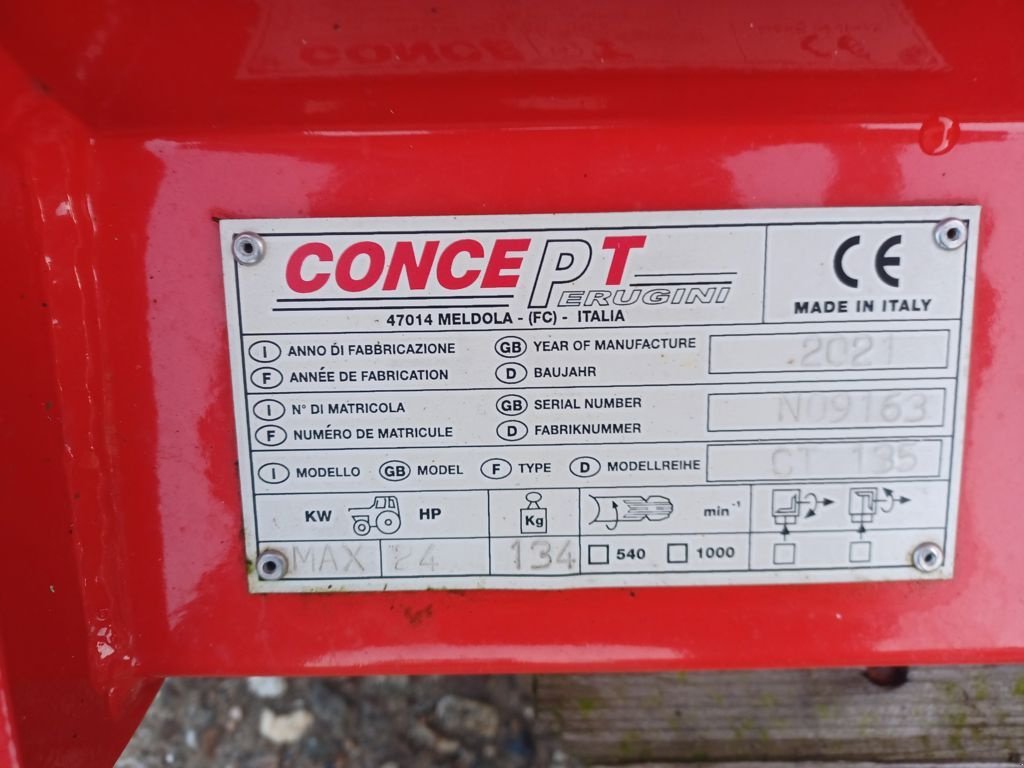 CONCEPT
PERUGINI
47014 MELDOLA - (FC) - ITALIA
CE
MADE IN ITALY
I ANNO DI FABBRICAZIONE GB YEAR OF MANUFACTURE 2021
F ANNÉE DE FABRICATION D BAUJAHR
I N° DI MATRICOLA GB SERIAL NUMBER N09163
F NUMÉRO DE MATRICULE D FABRIKNUMMER
I MODELLO GB MODEL F TYPE D MODELLREIHE CT 135
KW HP Kg min-1
MAX 134 540 1000